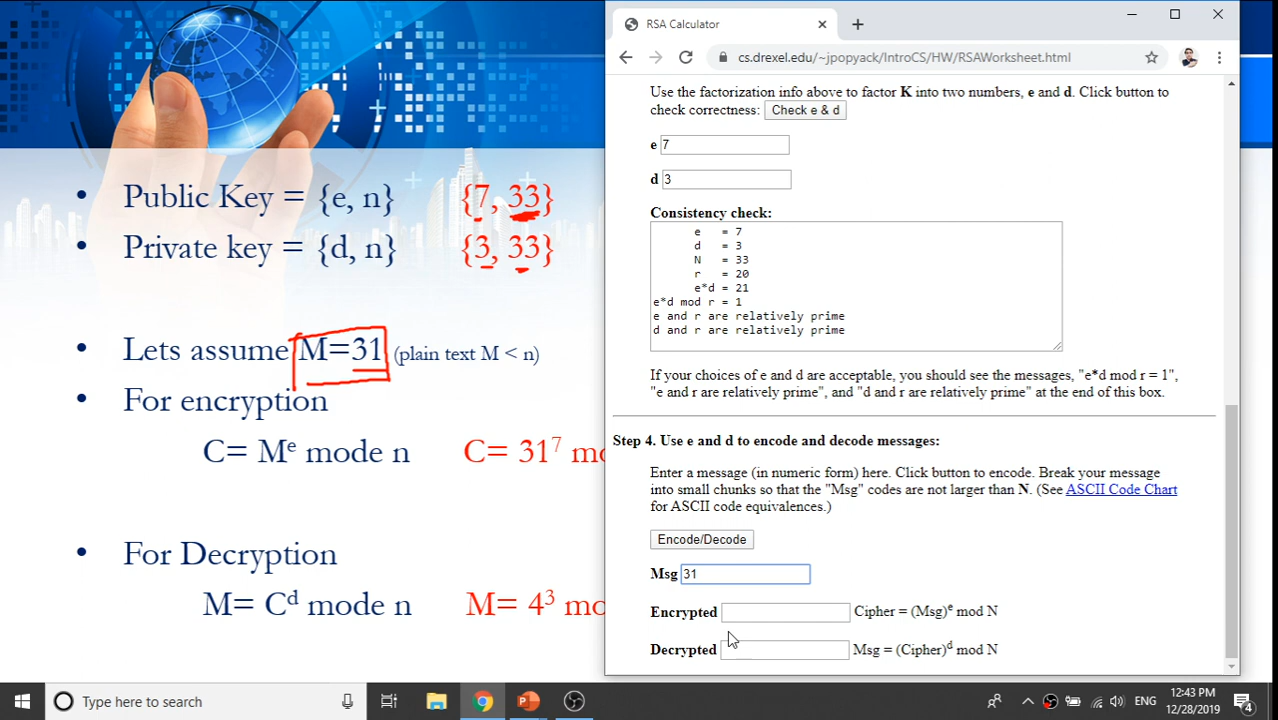 • Public Key = {e, n} {7, 33}
• Private key = {d, n} {3, 33}
• Lets assume M=31 (plain text M < n)
• For encryption
C= Mᵉ mode n C= 31⁷ mo
• For Decryption
M= Cᵈ mode n M= 4³ mo
RSA Calculator
cs.drexel.edu/~jpopyack/IntroCS/HW/RSAWorksheet.html
Use the factorization info above to factor K into two numbers, e and d. Click button to
check correctness: Check e & d
e 7
d 3
Consistency check:
e = 7
d = 3
N = 33
r = 20
e*d = 21
e*d mod r = 1
e and r are relatively prime
d and r are relatively prime
If your choices of e and d are acceptable, you should see the messages, "e*d mod r = 1",
"e and r are relatively prime", and "d and r are relatively prime" at the end of this box.
Step 4. Use e and d to encode and decode messages:
Enter a message (in numeric form) here. Click button to encode. Break your message
into small chunks so that the "Msg" codes are not larger than N. (See ASCII Code Chart
for ASCII code equivalences.)
Encode/Decode
Msg 31
Encrypted Cipher = (Msg)ᵉ mod N
Decrypted Msg = (Cipher)ᵈ mod N
Type here to search
ENG
12:43 PM
12/28/2019
4